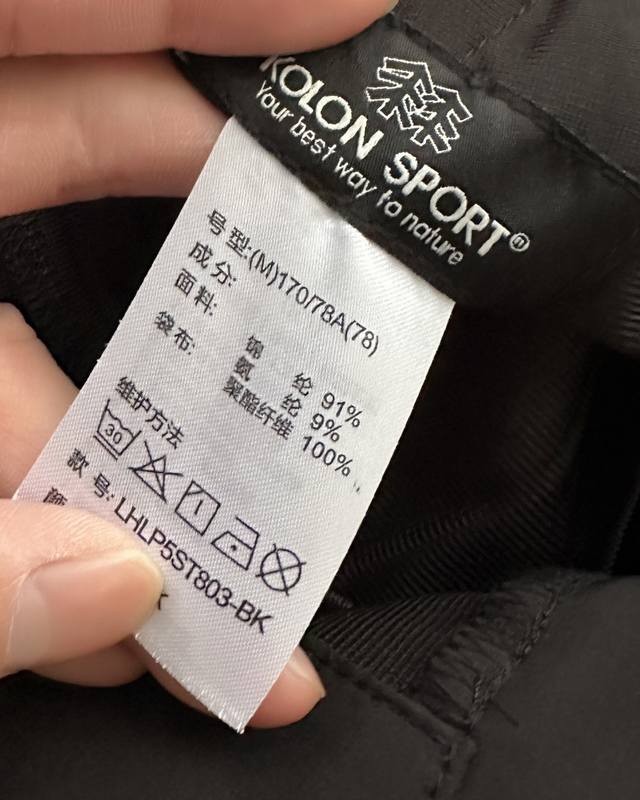 KOLON SPORT®
Your best way to nature
号型:(M)170/78A(78)
成分:
面料: 锦纶 91%
氨纶 9%
袋布: 聚酯纤维 100%
维护方法
30
款号: LHLP5ST803-BK
颜